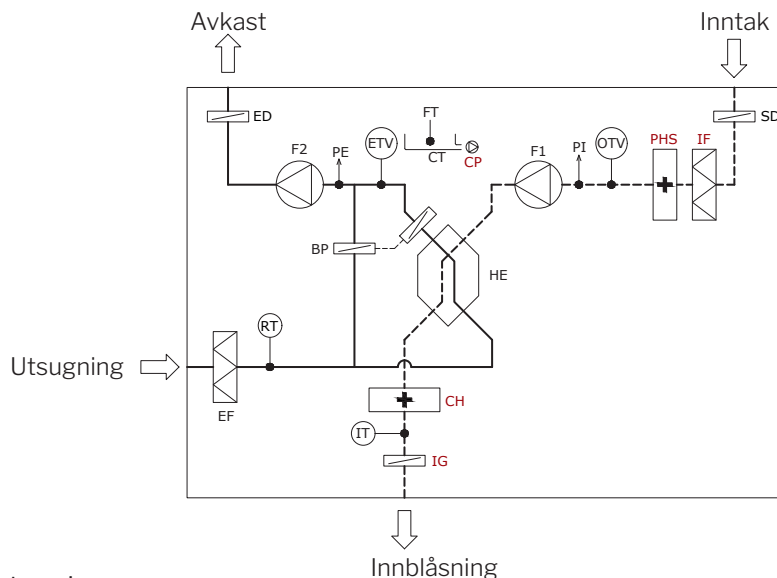 Avkast
Inntak
ED
F2
PE
ETV
FT
CT
CP
F1
PI
OTV
PHS
IF
SD
BP
HE
RT
Utsugning
EF
CH
IT
IG
Innblåsning